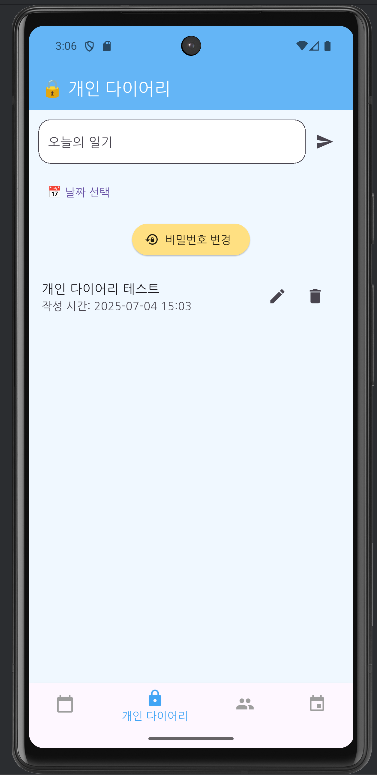 3:06
개인 다이어리
오늘의 일기
날짜 선택
비밀번호 변경
개인 다이어리 테스트
작성 시간: 2025-07-04 15:03
개인 다이어리